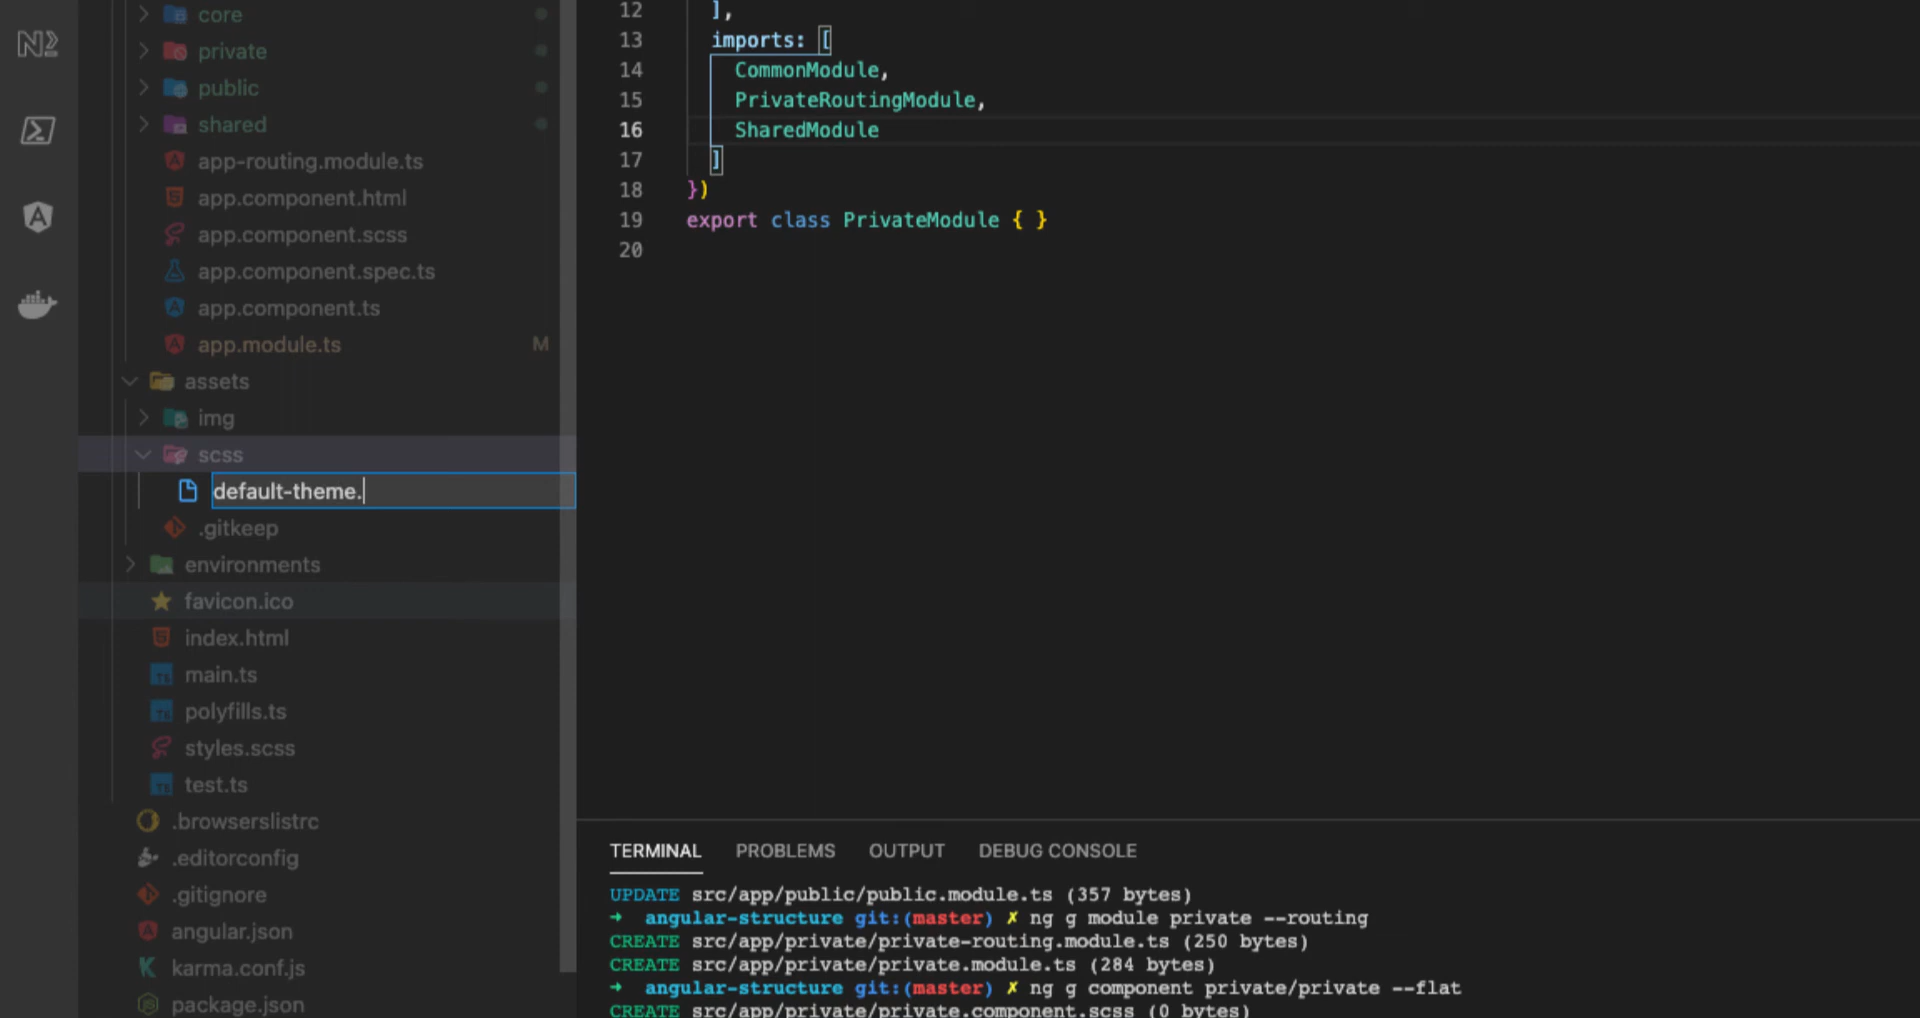 core
private
public
shared
app-routing.module.ts
app.component.html
app.component.scss
app.component.spec.ts
app.component.ts
app.module.ts M
assets
img
scss
default-theme.
.gitkeep
environments
favicon.ico
index.html
main.ts
polyfills.ts
styles.scss
test.ts
.browserslistrc
.editorconfig
.gitignore
angular.json
karma.conf.js
package.json
12 ],
13 imports: [
14 CommonModule,
15 PrivateRoutingModule,
16 SharedModule
17 ]
18 })
19 export class PrivateModule { }
20
TERMINAL PROBLEMS OUTPUT DEBUG CONSOLE
UPDATE src/app/public/public.module.ts (357 bytes)
➜ angular-structure git:(master) ✗ ng g module private --routing
CREATE src/app/private/private-routing.module.ts (250 bytes)
CREATE src/app/private/private.module.ts (284 bytes)
➜ angular-structure git:(master) ✗ ng g component private/private --flat
CREATE src/app/private/private.component.scss (0 bytes)